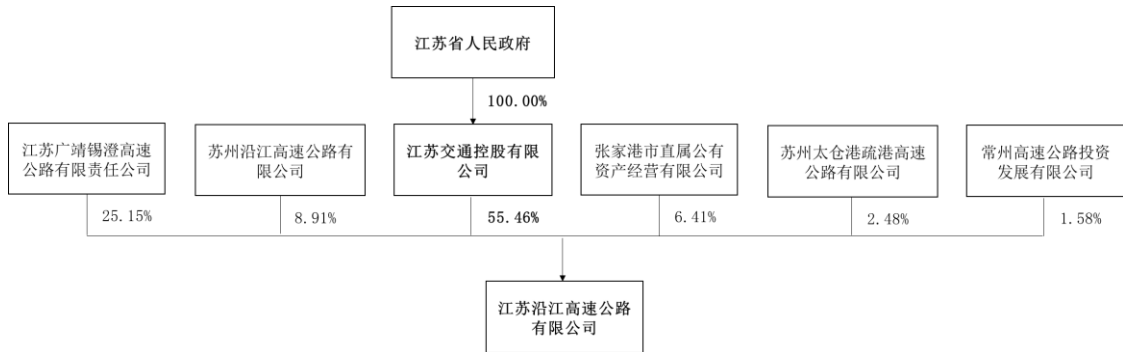 江苏省人民政府
100.00%
江苏广靖锡澄高速
公路有限责任公司
苏州沿江高速公路有
限公司
江苏交通控股有限
公司
张家港市直属公有
资产经营有限公司
苏州太仓港疏港高速
公路有限公司
常州高速公路投资
发展有限公司
25.15%
8.91%
55.46%
6.41%
2.48%
1.58%
江苏沿江高速公路
有限公司